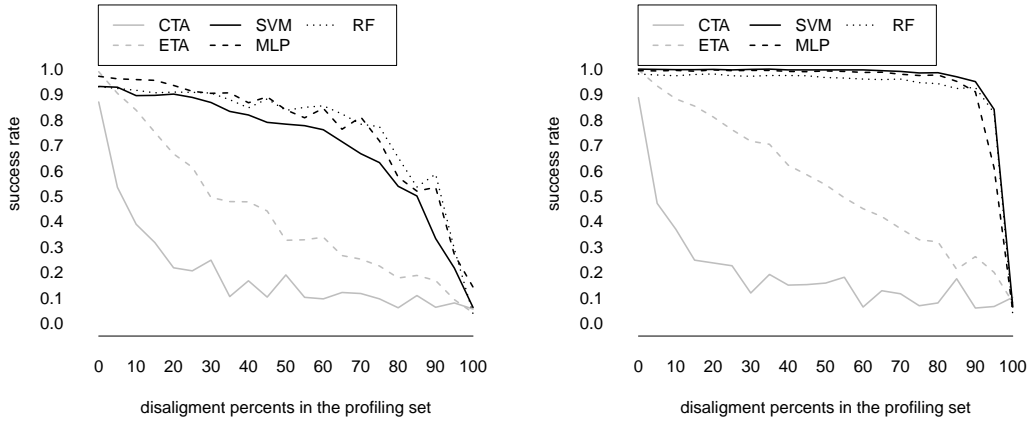 CTA SVM RF
ETA MLP
1.0
0.9
0.8
0.7
0.6
0.5
0.4
0.3
0.2
0.1
0.0
success rate
0 10 20 30 40 50 60 70 80 90 100
disaligment percents in the profiling set
CTA SVM RF
ETA MLP
1.0
0.9
0.8
0.7
0.6
0.5
0.4
0.3
0.2
0.1
0.0
success rate
0 10 20 30 40 50 60 70 80 90 100
disaligment percents in the profiling set